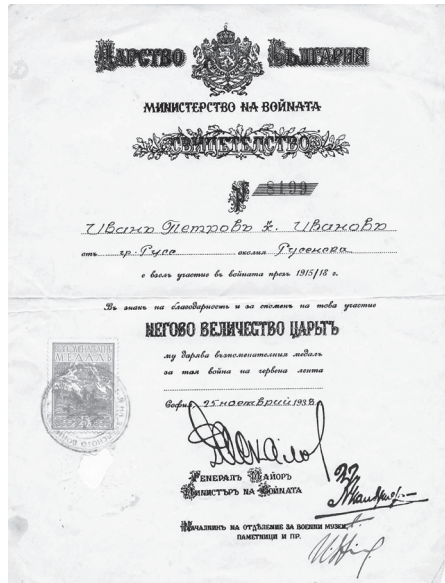 Царство България
Министерство на войната
Свидетелство
№ 8199
Иванъ Петровъ х. Ивановъ
отъ гр. Русе околия Русенска
е взелъ участие въ войната презъ 1915/18 г.
Въ знакъ на благодарность и за споменъ на това участие
НЕГОВО ВЕЛИЧЕСТВО ЦАРЬТЪ
му дарява възпоменателния медалъ
за тая война на червена лента
МЕДАЛЪ
София, 25 ноемврий 1938
Генералъ Майоръ
Министъръ на войната
Началникъ на отдѣление за военни музеи,
паметници и пр.